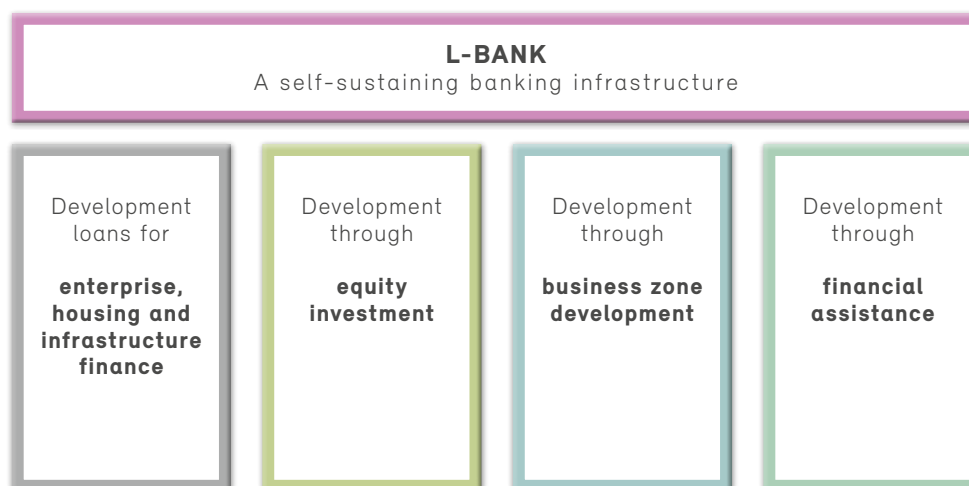 L-BANK
A self-sustaining banking infrastructure
Development
loans for
enterprise,
housing and
infrastructure
finance
Development
through
equity
investment
Development
through
business zone
development
Development
through
financial
assistance